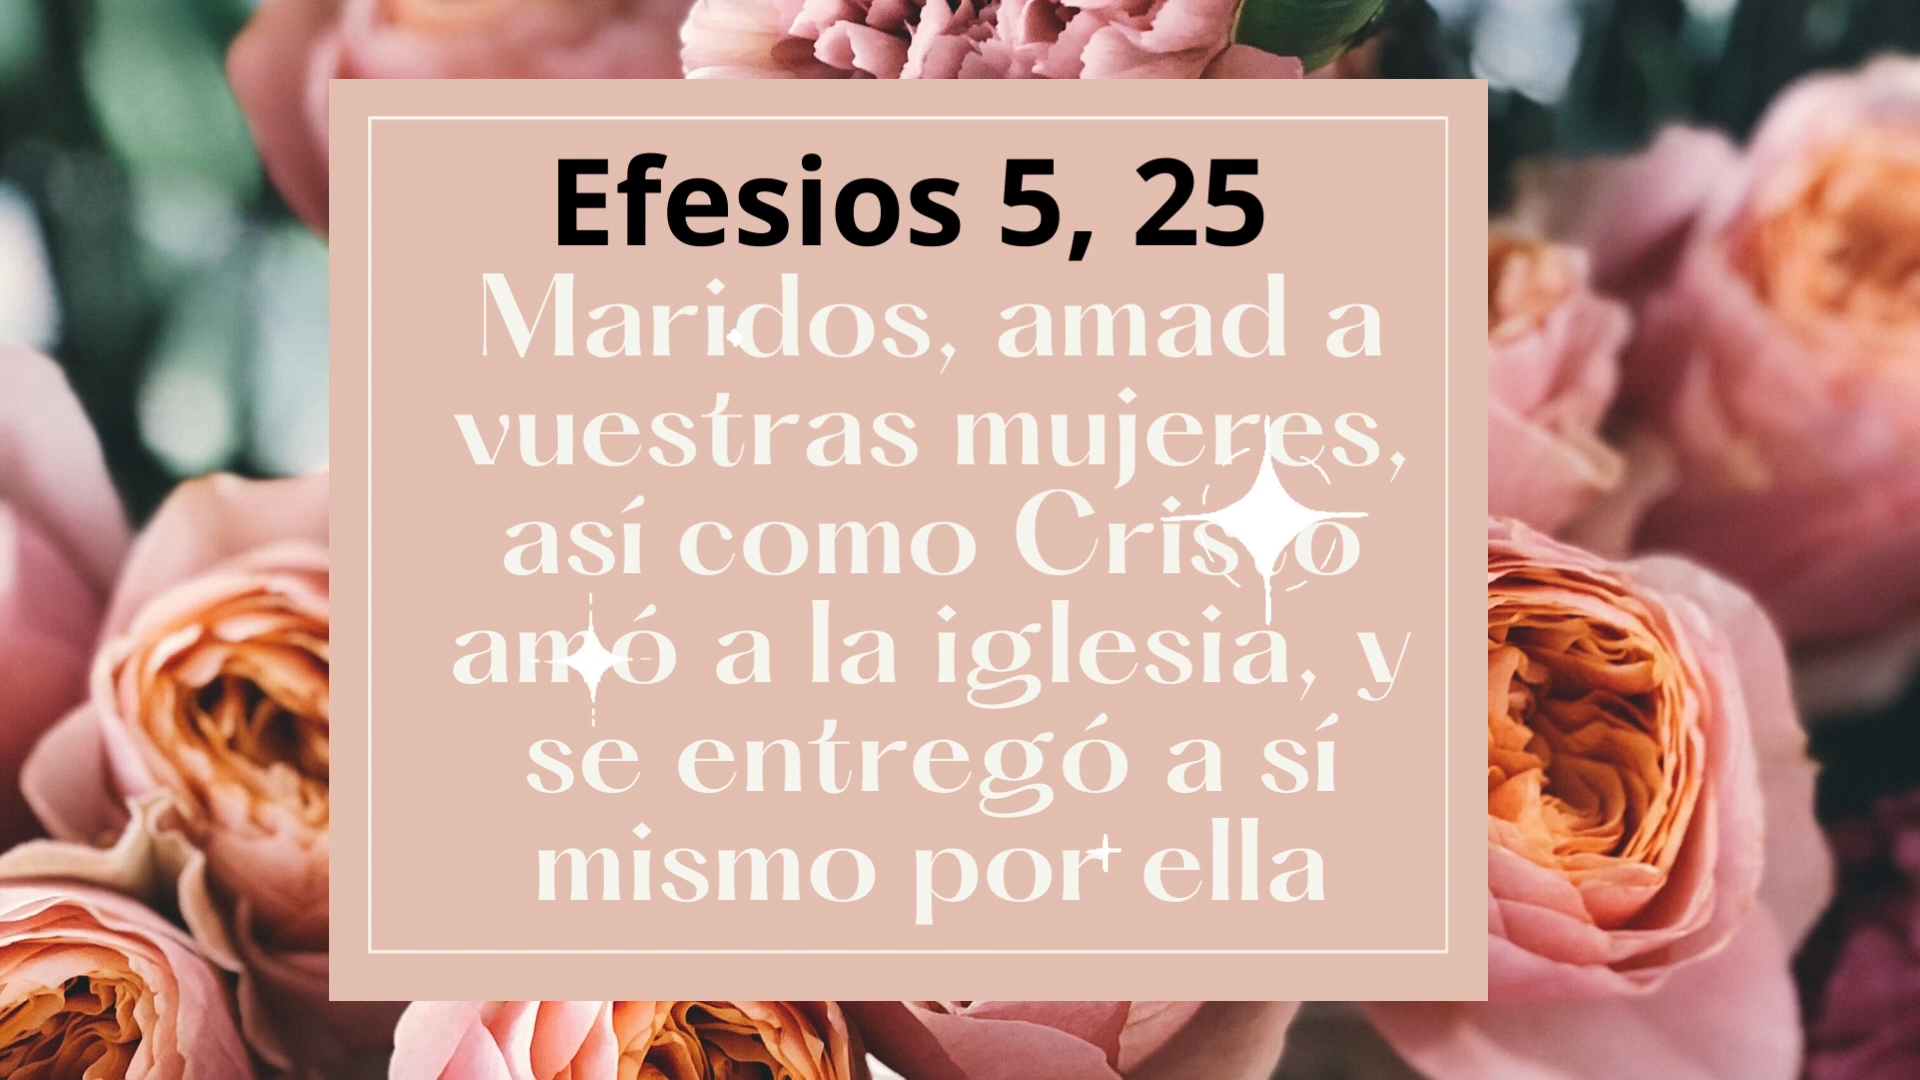 Efesios 5, 25
Maridos, amad a
vuestras mujeres,
así como Cristo
amó a la iglesia, y
se entregó a sí
mismo por ella